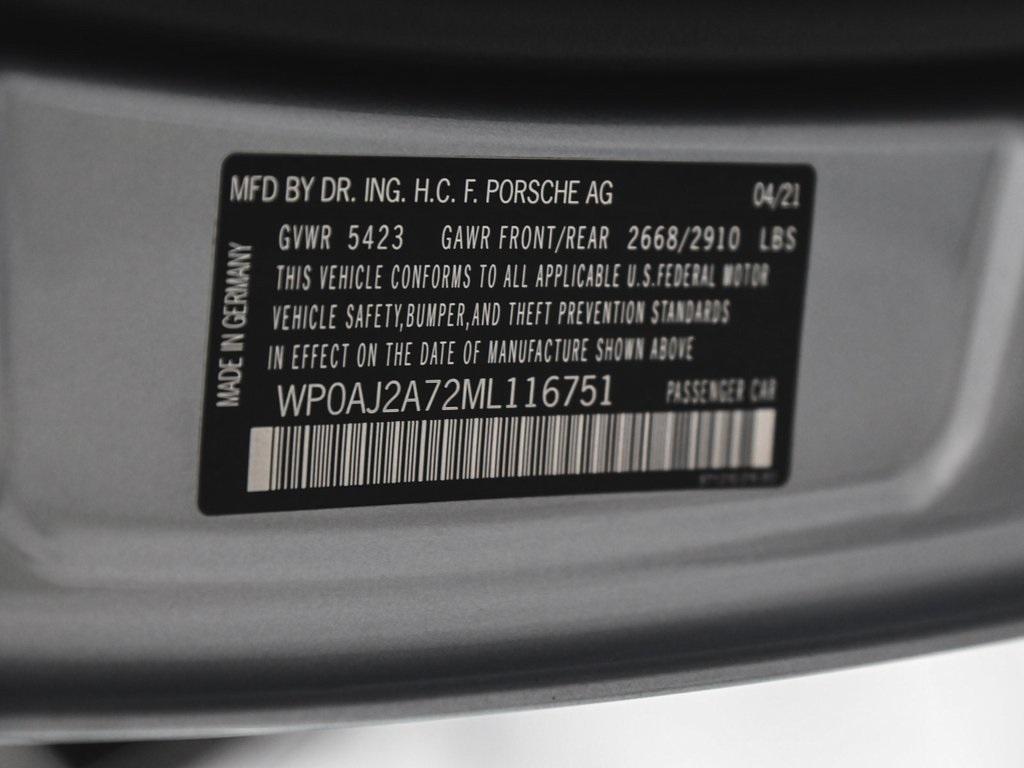 MFD BY DR. ING. H.C. F. PORSCHE AG 04/21
GVWR 5423 GAWR FRONT/REAR 2668/2910 LBS
THIS VEHICLE CONFORMS TO ALL APPLICABLE U.S.FEDERAL MOTOR
VEHICLE SAFETY,BUMPER,AND THEFT PREVENTION STANDARDS
IN EFFECT ON THE DATE OF MANUFACTURE SHOWN ABOVE
WP0AJ2A72ML116751 PASSENGER CAR
MADE IN GERMANY